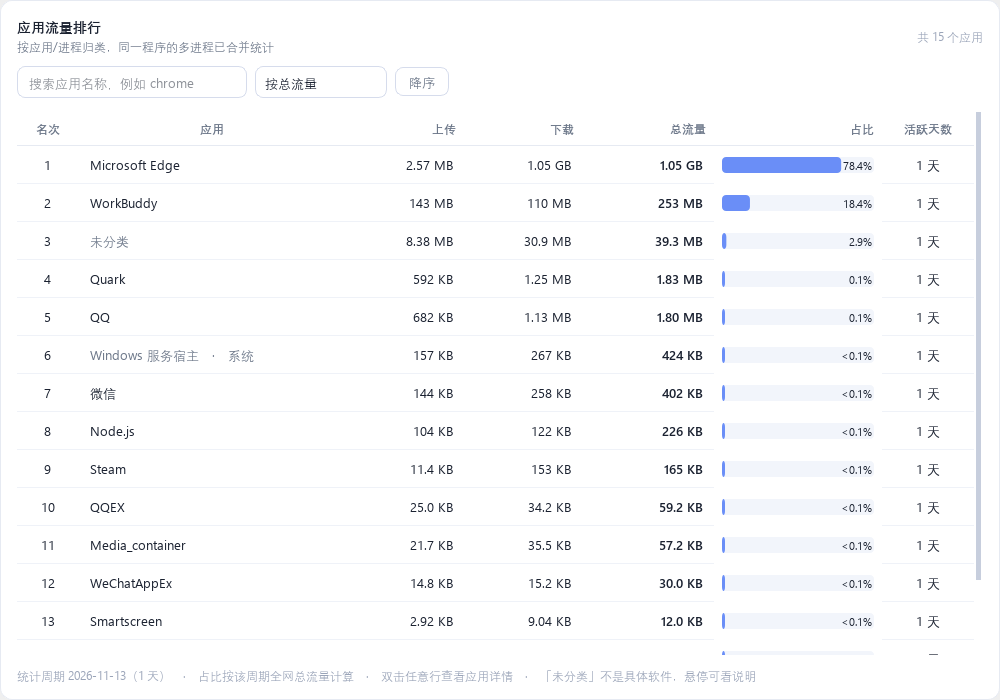 应用流量排行
按应用/进程归类，同一程序的多进程已合并统计
共 15 个应用
搜索应用名称，例如 chrome 按总流量 降序
名次 应用 上传 下载 总流量 占比 活跃天数
1 Microsoft Edge 2.57 MB 1.05 GB 1.05 GB 78.4% 1 天
2 WorkBuddy 143 MB 110 MB 253 MB 18.4% 1 天
3 未分类 8.38 MB 30.9 MB 39.3 MB 2.9% 1 天
4 Quark 592 KB 1.25 MB 1.83 MB 0.1% 1 天
5 QQ 682 KB 1.13 MB 1.80 MB 0.1% 1 天
6 Windows 服务宿主 · 系统 157 KB 267 KB 424 KB <0.1% 1 天
7 微信 144 KB 258 KB 402 KB <0.1% 1 天
8 Node.js 104 KB 122 KB 226 KB <0.1% 1 天
9 Steam 11.4 KB 153 KB 165 KB <0.1% 1 天
10 QQEX 25.0 KB 34.2 KB 59.2 KB <0.1% 1 天
11 Media_container 21.7 KB 35.5 KB 57.2 KB <0.1% 1 天
12 WeChatAppEx 14.8 KB 15.2 KB 30.0 KB <0.1% 1 天
13 Smartscreen 2.92 KB 9.04 KB 12.0 KB <0.1% 1 天
统计周期 2026-11-13（1 天） · 占比按该周期全网总流量计算 · 双击任意行查看应用详情 · 「未分类」不是具体软件，悬停可看说明